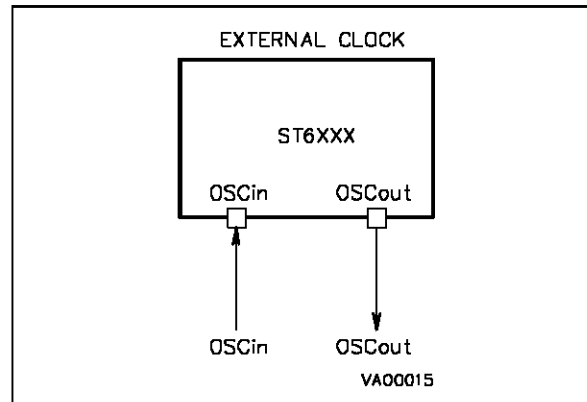 EXTERNAL CLOCK
ST6XXX
OSCin OSCout
OSCin OSCout
VA00015